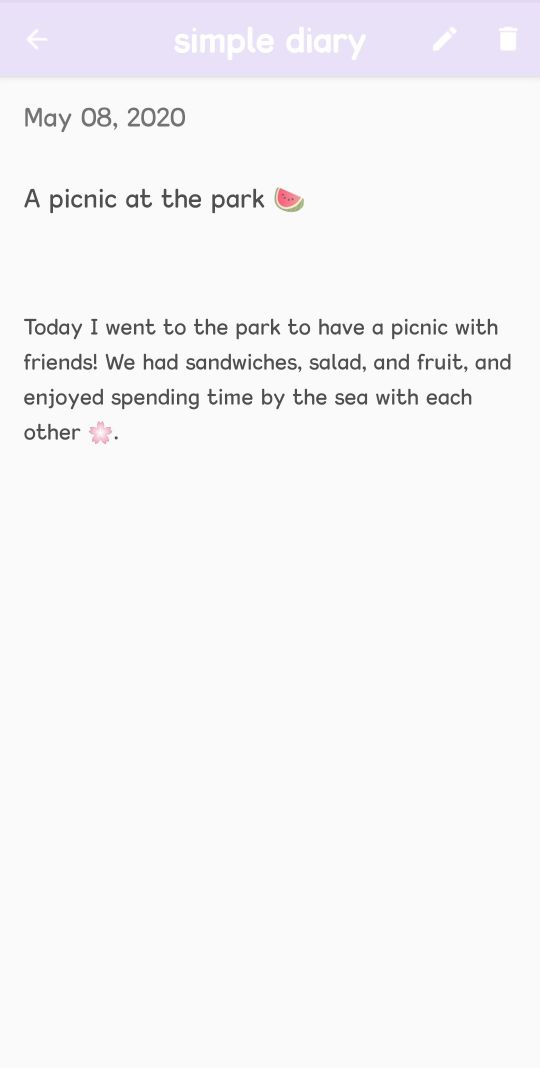 simple diary
May 08, 2020
A picnic at the park 🍉
Today I went to the park to have a picnic with
friends! We had sandwiches, salad, and fruit, and
enjoyed spending time by the sea with each
other 🌸.